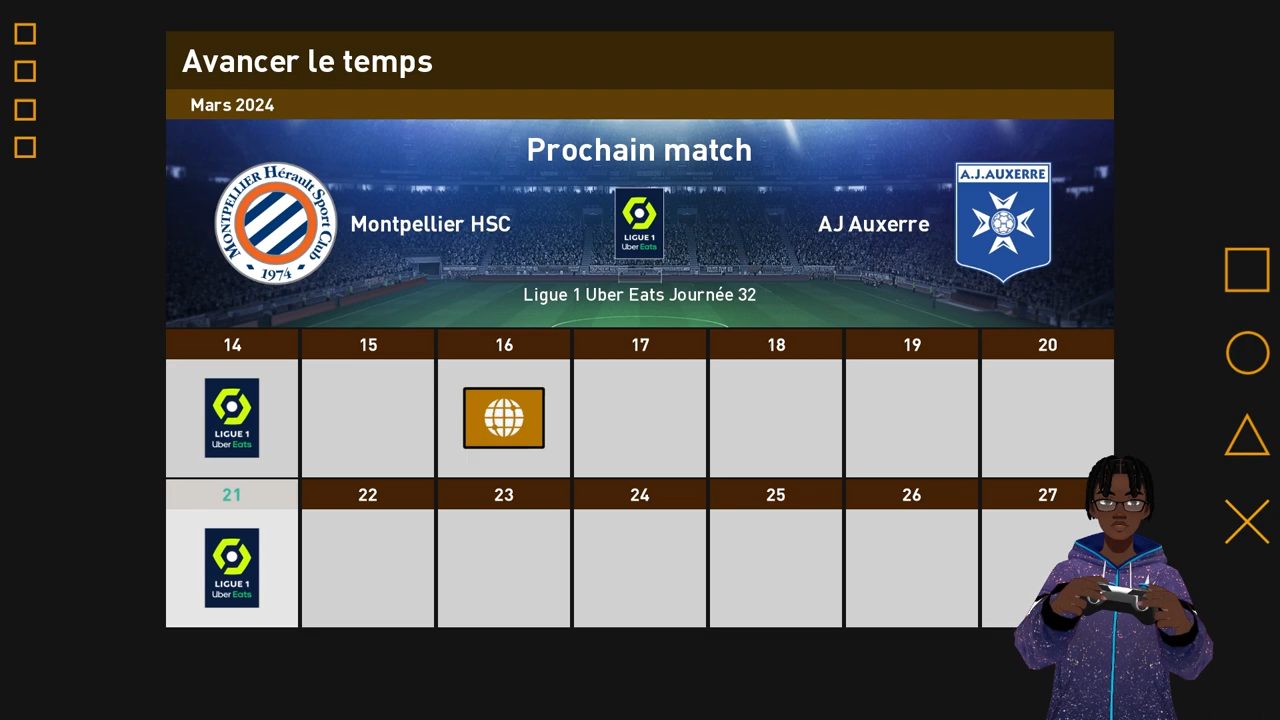 Avancer le temps
Mars 2024
Prochain match
MONTPELLIER Hérault Sport Club
1974
Montpellier HSC
LIGUE 1
Uber Eats
AJ Auxerre
A.J.AUXERRE
Ligue 1 Uber Eats Journée 32
14 15 16 17 18 19 20
LIGUE 1
Uber Eats
21 22 23 24 25 26 27
LIGUE 1
Uber Eats